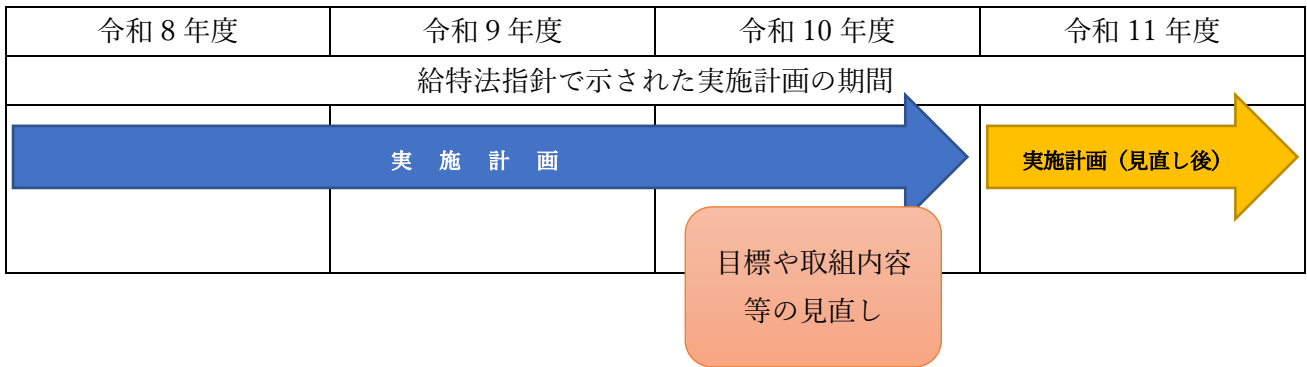 令和 8 年度
令和 9 年度
令和 10 年度
令和 11 年度
給特法指針で示された実施計画の期間
実　施　計　画
実施計画（見直し後）
目標や取組内容
等の見直し